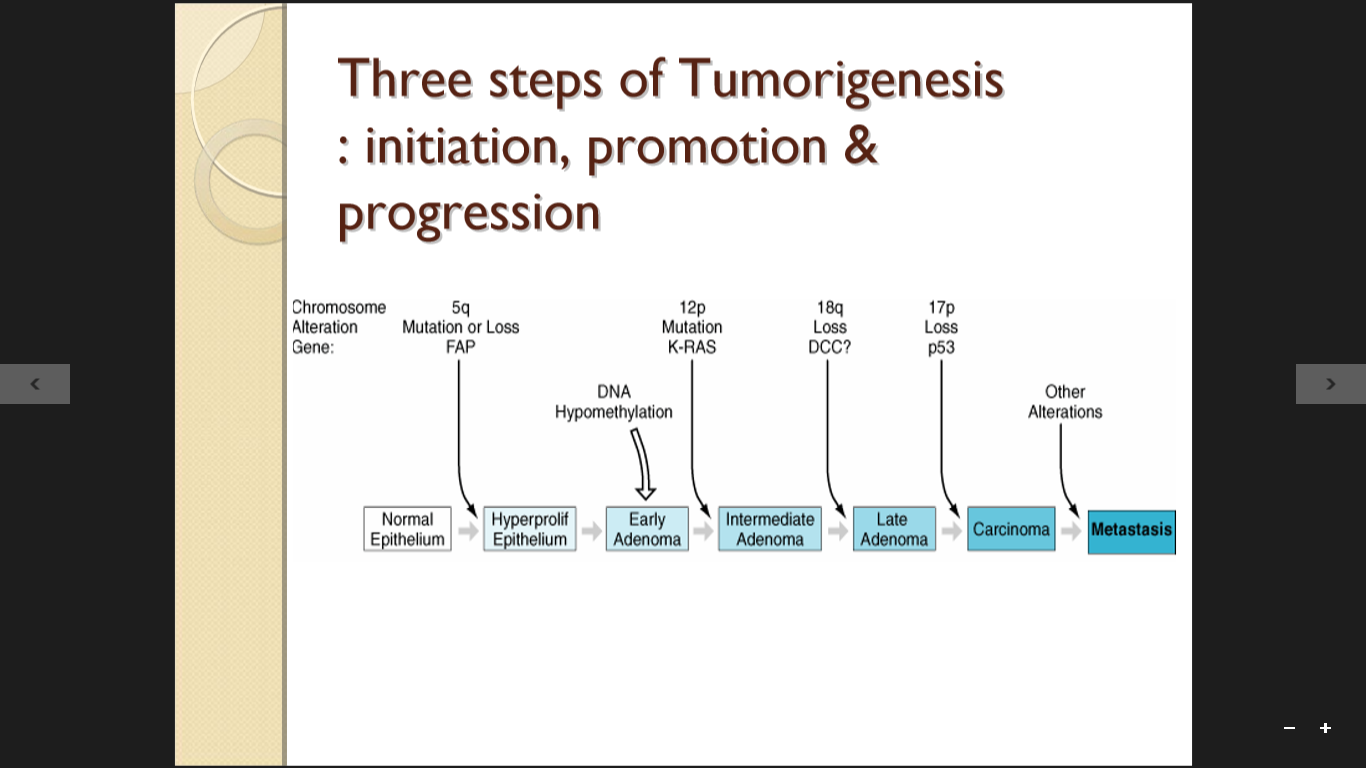 Three steps of Tumorigenesis
: initiation, promotion &
progression
Chromosome 5q 12p 18q 17p
Alteration Mutation or Loss Mutation Loss Loss
Gene: FAP K-RAS DCC? p53
DNA
Hypomethylation
Other
Alterations
Normal
Epithelium
Hyperprolif
Epithelium
Early
Adenoma
Intermediate
Adenoma
Late
Adenoma
Carcinoma
Metastasis